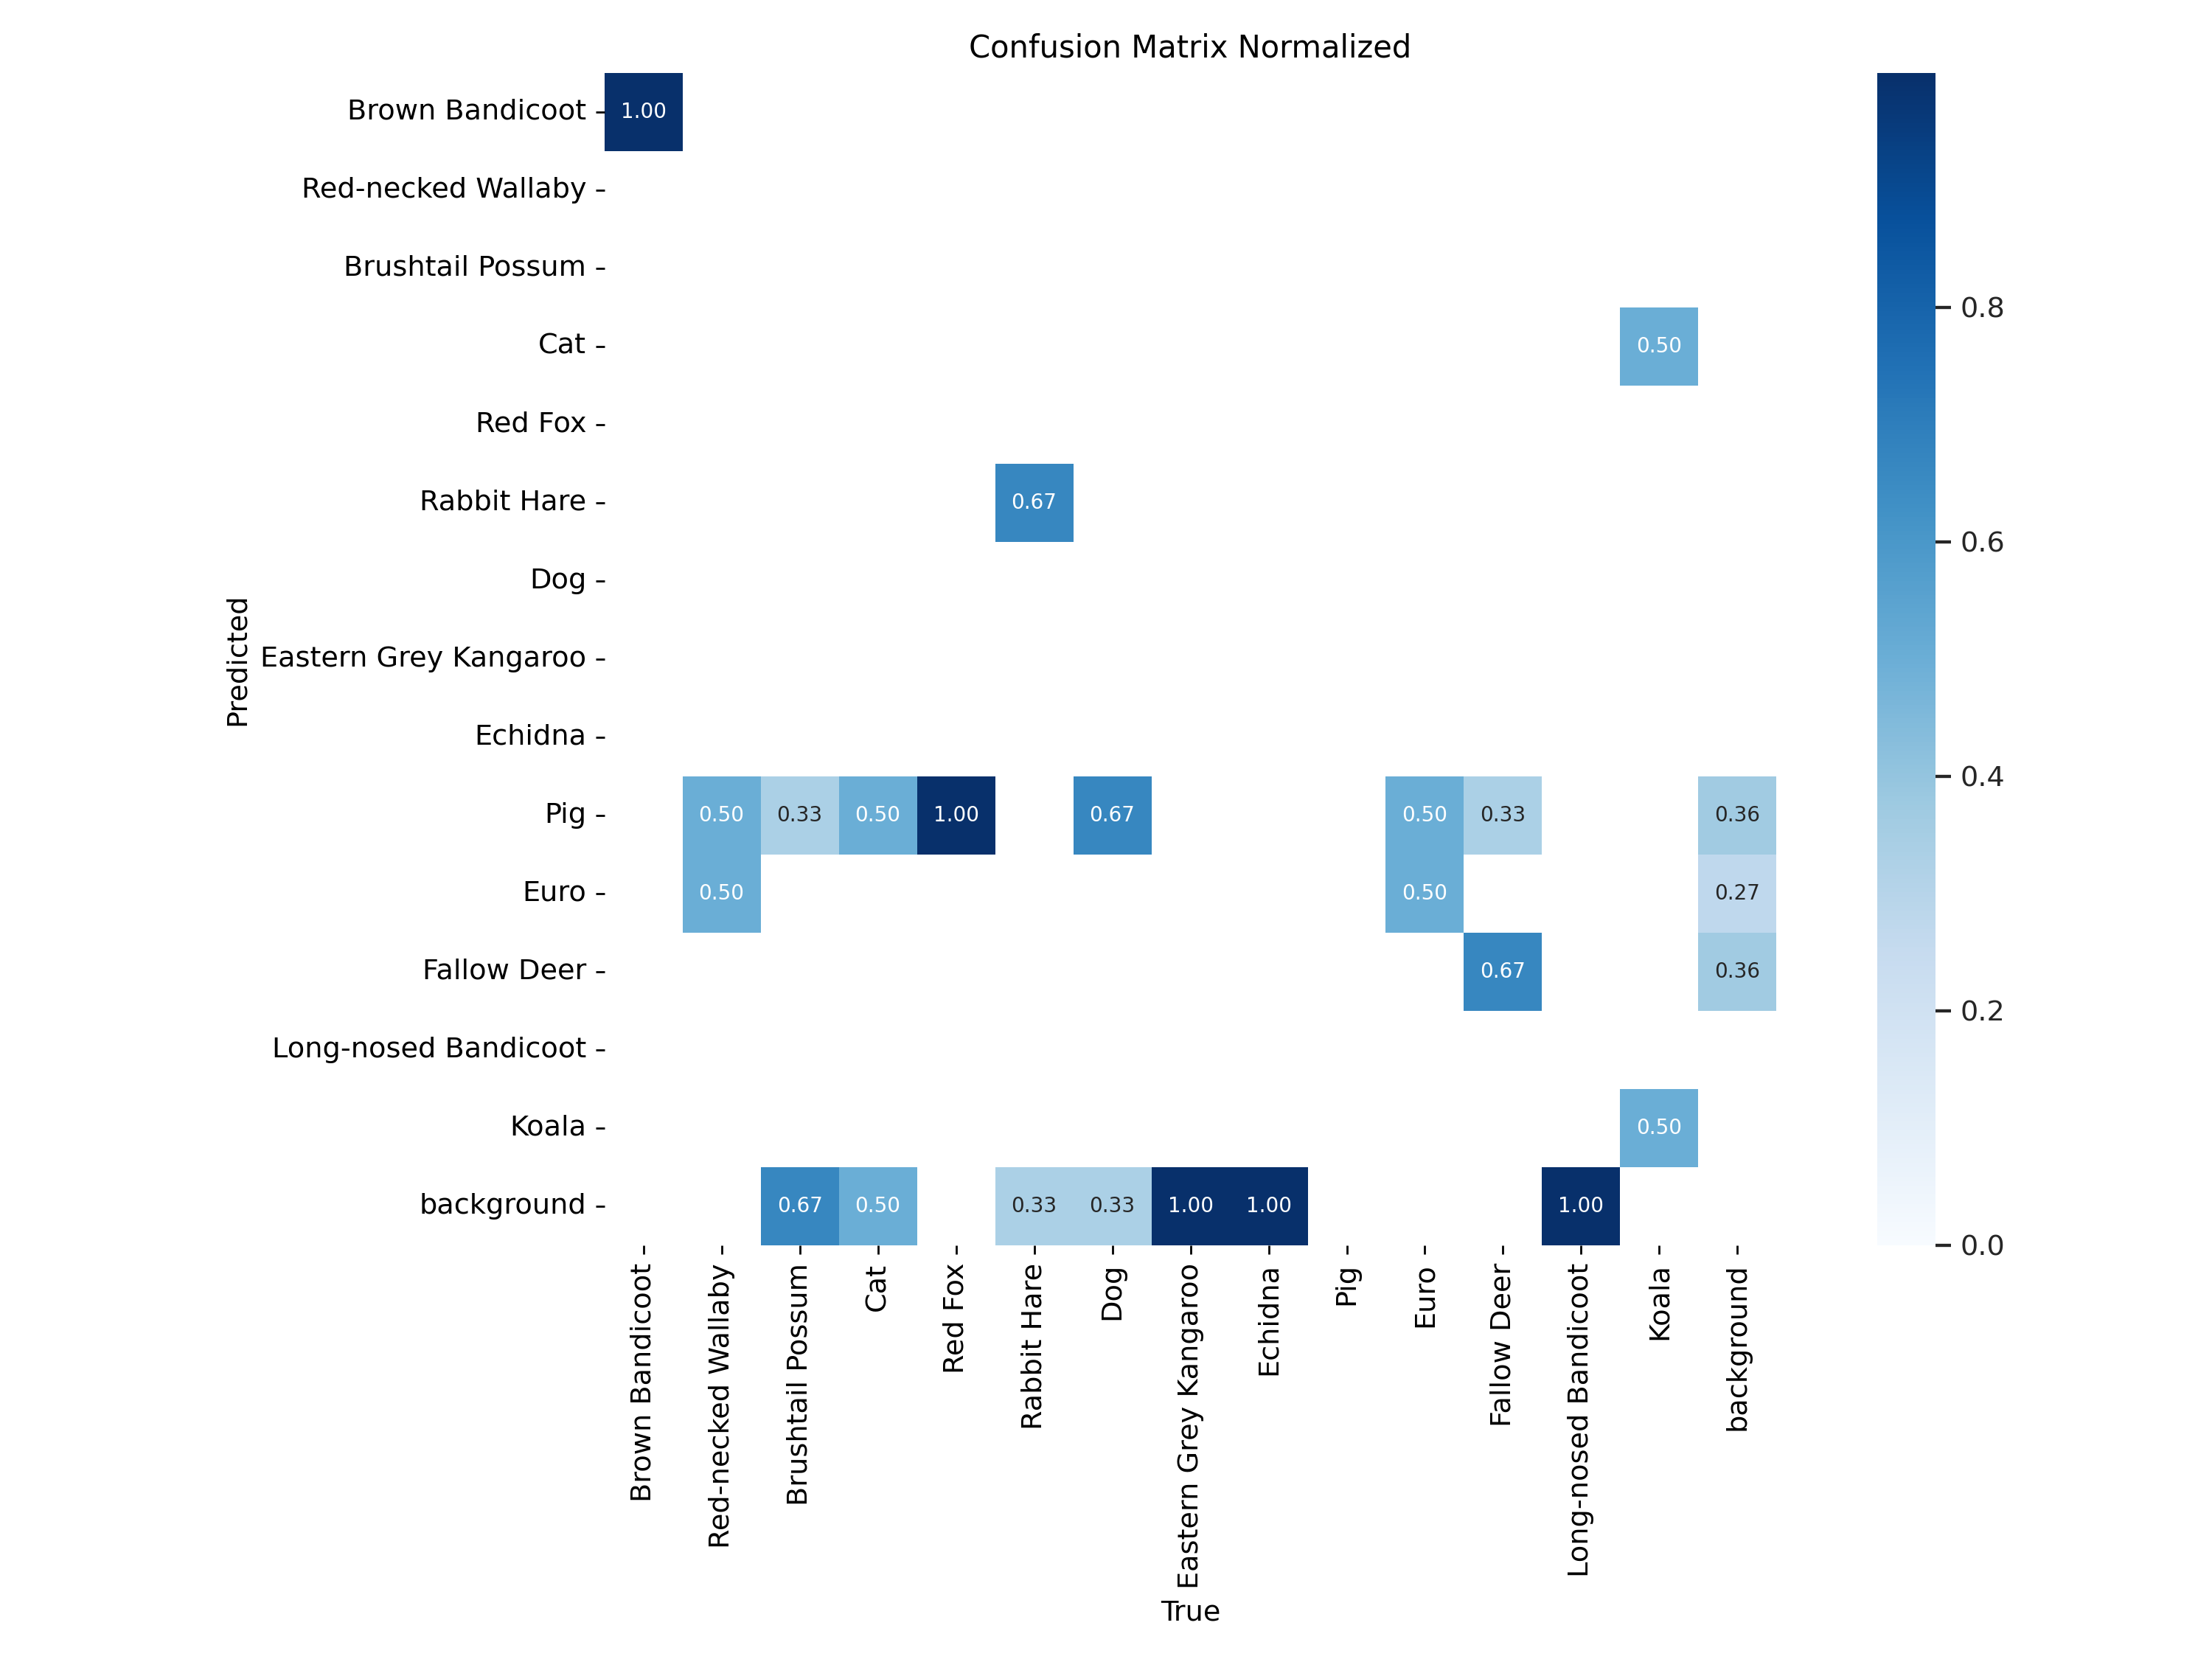 Confusion Matrix Normalized
Brown Bandicoot
1.00
Red-necked Wallaby
Brushtail Possum
Cat
0.50
Red Fox
Rabbit Hare
0.67
Dog
Eastern Grey Kangaroo
Echidna
Pig
0.50 0.33 0.50 1.00 0.67 0.50 0.33 0.36
Euro
0.50 0.50 0.27
Fallow Deer
0.67 0.36
Long-nosed Bandicoot
Koala
0.50
background
0.67 0.50 0.33 0.33 1.00 1.00 1.00
Predicted
Brown Bandicoot
Red-necked Wallaby
Brushtail Possum
Cat
Red Fox
Rabbit Hare
Dog
Eastern Grey Kangaroo
Echidna
Pig
Euro
Fallow Deer
Long-nosed Bandicoot
Koala
background
True
0.8
0.6
0.4
0.2
0.0